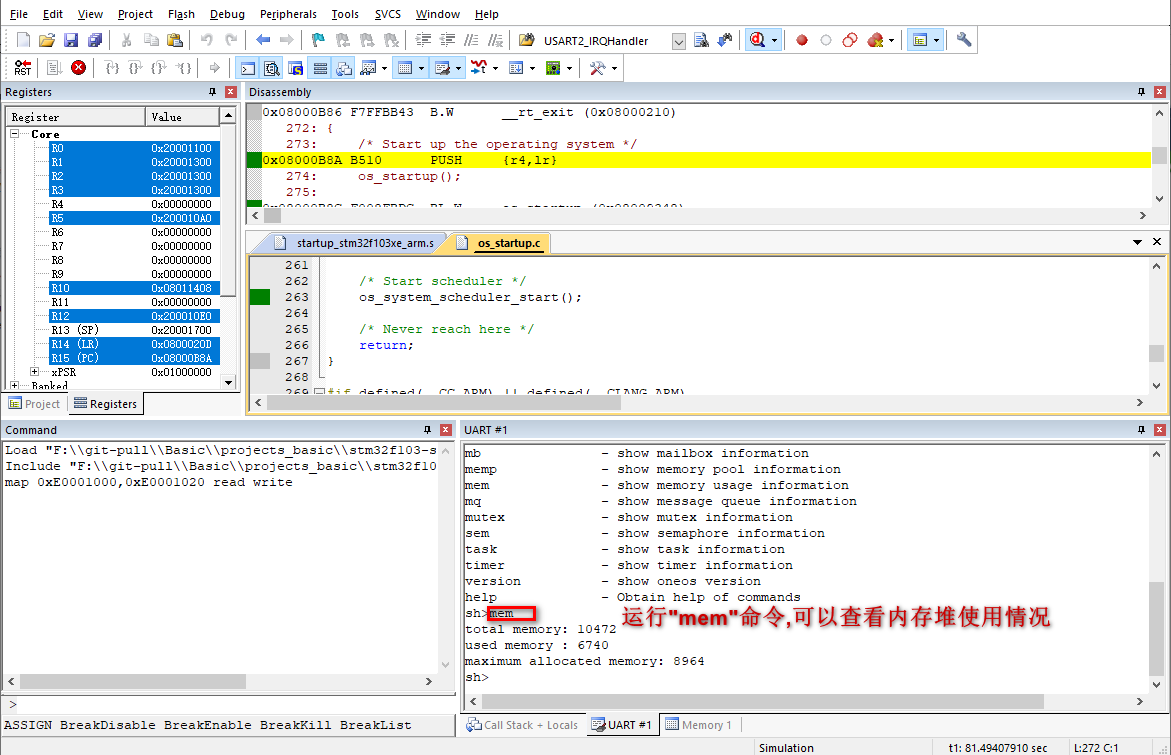 File Edit View Project Flash Debug Peripherals Tools SVCS Window Help
USART2_IRQHandler
RST
Registers
Register Value
Core
R0 0x20001100
R1 0x20001300
R2 0x20001300
R3 0x20001300
R4 0x00000000
R5 0x200010A0
R6 0x00000000
R7 0x00000000
R8 0x00000000
R9 0x00000000
R10 0x08011408
R11 0x00000000
R12 0x200010E0
R13 (SP) 0x20001700
R14 (LR) 0x0800020D
R15 (PC) 0x08000B8A
xPSR 0x01000000
Banked
Project Registers
Disassembly
0x08000B86 F7FFBB43 B.W __rt_exit (0x08000210)
272: {
273: /* Start up the operating system */
0x08000B8A B510 PUSH {r4,lr}
274: os_startup();
275:
startup_stm32f103xe_arm.s os_startup.c
261
262 /* Start scheduler */
263 os_system_scheduler_start();
264
265 /* Never reach here */
266 return;
267 }
268
269 #if defined(__CC_ARM) || defined(__CLANG_ARM)
Command
Load "F:\\git-pull\\Basic\\projects_basic\\stm32f103-s
Include "F:\\git-pull\\Basic\\projects_basic\\stm32f10
map 0xE0001000,0xE0001020 read write
>
ASSIGN BreakDisable BreakEnable BreakKill BreakList
UART #1
mb - show mailbox information
memp - show memory pool information
mem - show memory usage information
mq - show message queue information
mutex - show mutex information
sem - show semaphore information
task - show task information
timer - show timer information
version - show oneos version
help - Obtain help of commands
sh>mem
运行"mem"命令,可以查看内存堆使用情况
total memory: 10472
used memory : 6740
maximum allocated memory: 8964
sh>
Call Stack + Locals UART #1 Memory 1
Simulation t1: 81.49407910 sec L:272 C:1